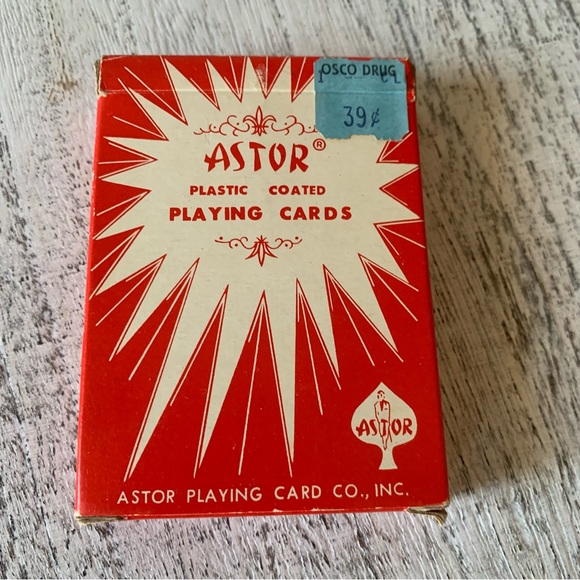 OSCO DRUG
39¢
ASTOR®
PLASTIC COATED
PLAYING CARDS
ASTOR
ASTOR PLAYING CARD CO., INC.